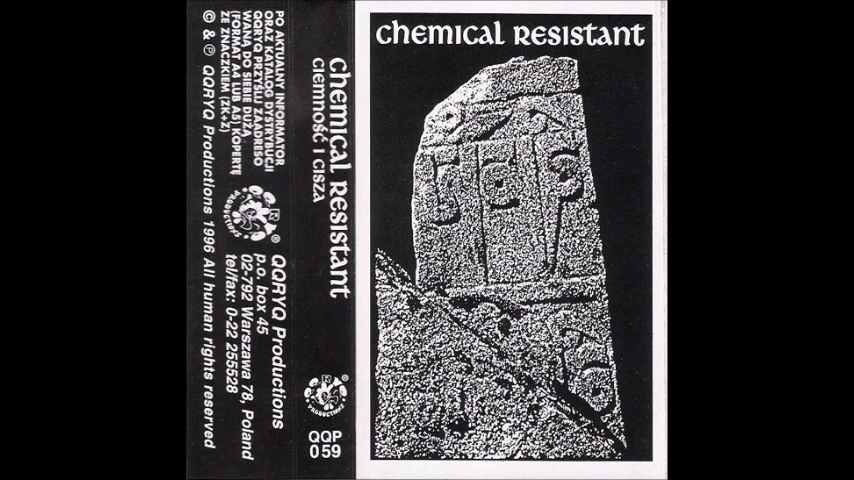 chemical resistant
chemical resistant
ciemność i cisza
QQP
059
PO AKTUALNY INFORMATOR
ORAZ KATALOG DYSTRYBUCJI
QQRYQ PRZYŚLIJ ZAADRESO
WANĄ DO SIEBIE DUŻĄ
(FORMAT A4 LUB A5) KOPERTĘ
ZE ZNACZKIEM (2X+Ż)
QQRYQ Productions
p.o. box 45
02-792 Warszawa 78, Poland
tel/fax: 0-22 255528
© & ℗ QQRYQ Productions 1996 All human rights reserved